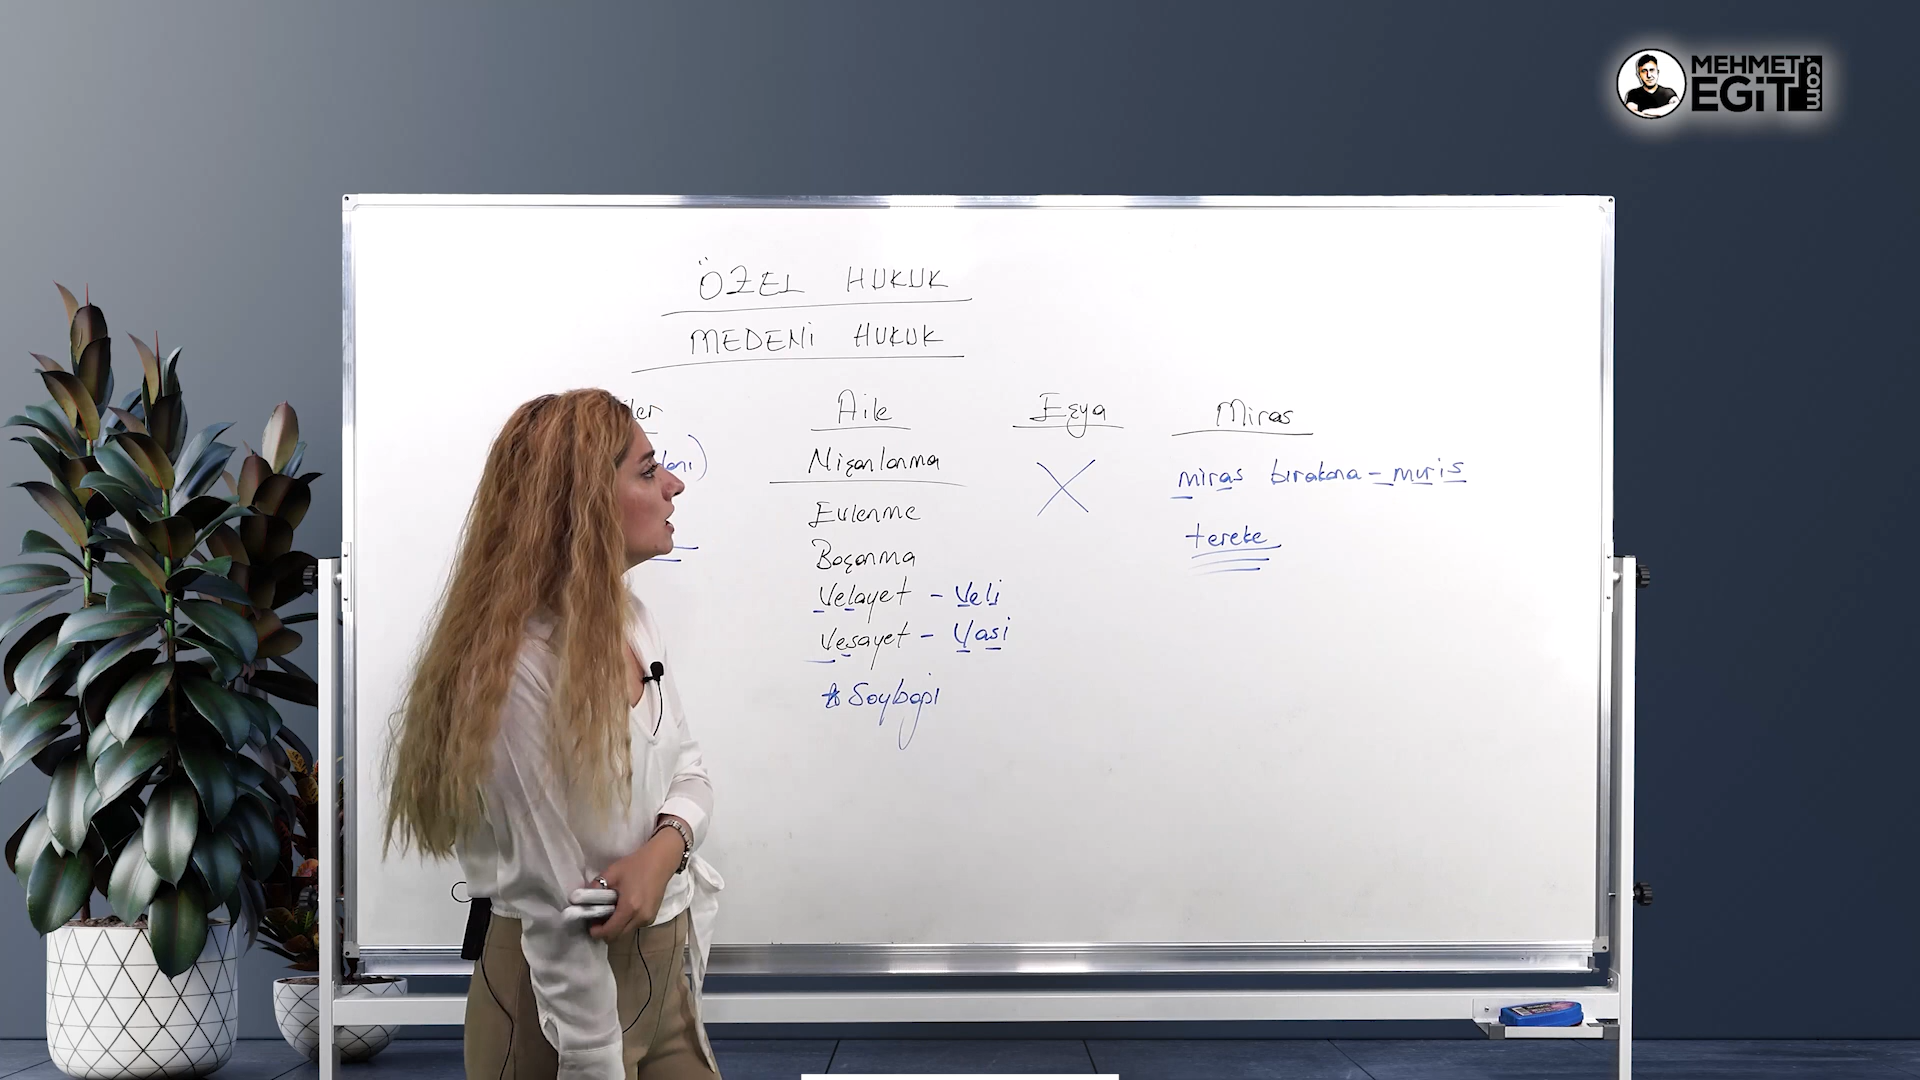 MEHMET
EGiT
.com
ÖZEL HUKUK
MEDENİ HUKUK
Aile
Nişanlanma
Evlenme
Boşanma
Velayet - Veli
Vesayet - Vasi
* Soybağı
Eşya
Miras
miras bırakana - muris
tereke